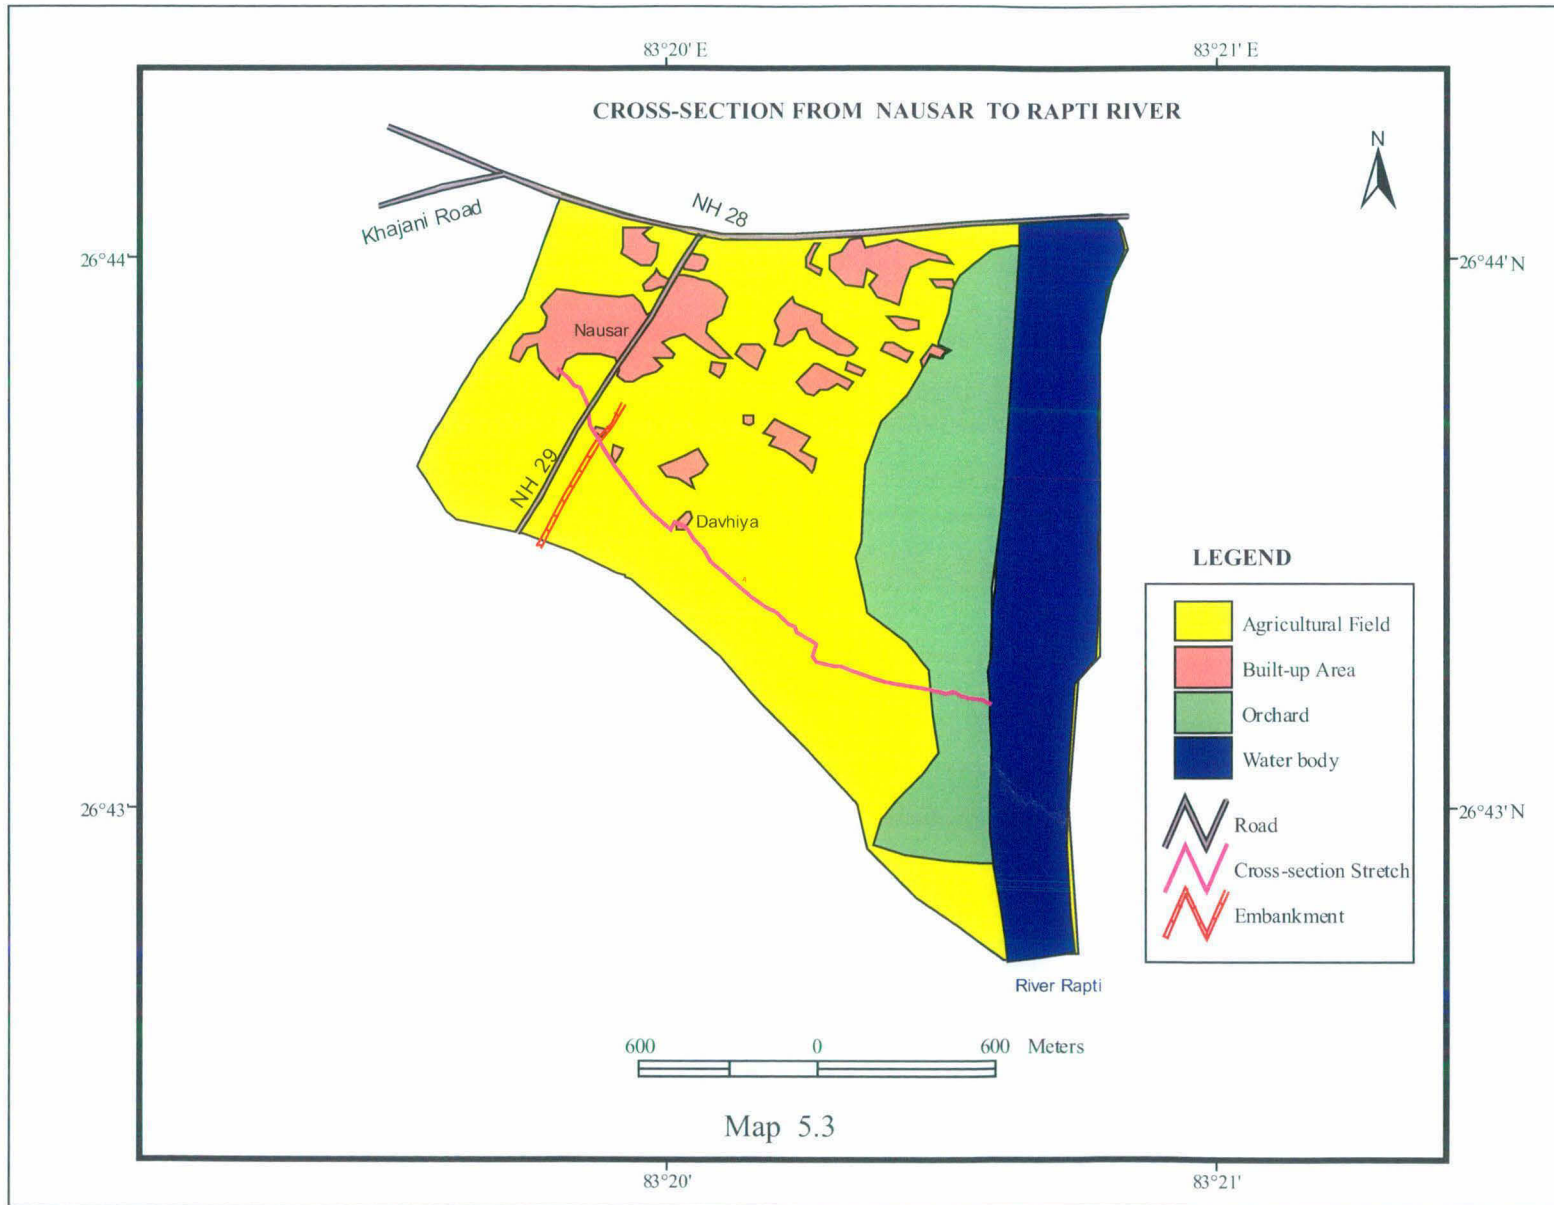 83°20' E
83°21' E
CROSS-SECTION FROM NAUSAR TO RAPTI RIVER
N
NH 28
Khajani Road
26°44'
26°44' N
Nausar
NH 29
Davhiya
LEGEND
Agricultural Field
Built-up Area
Orchard
Water body
Road
Cross-section Stretch
Embankment
26°43'
26°43' N
River Rapti
600 0 600 Meters
Map 5.3
83°20'
83°21'